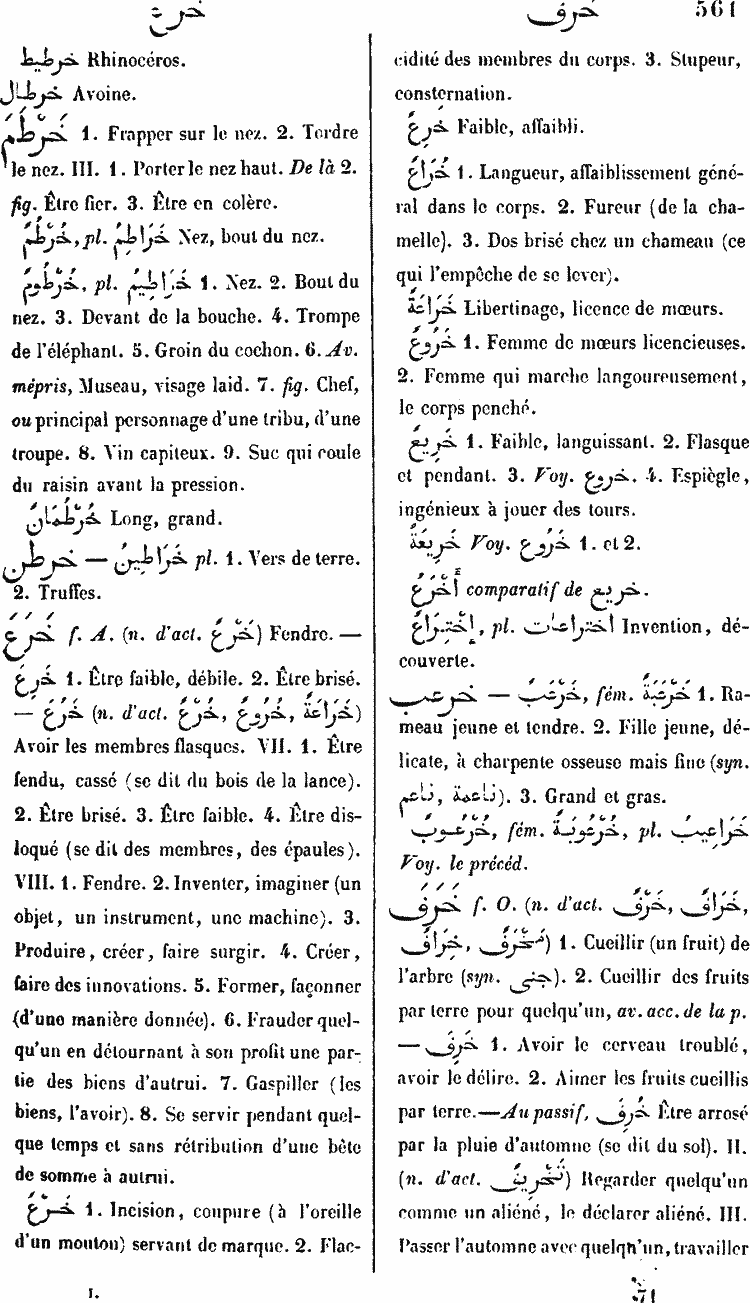 خرع
خرف 561
خرطيط Rhinocéros.
خرطال Avoine.
خَرْطَمَ 1. Frapper sur le nez. 2. Tordre
le nez. III. 1. Porter le nez haut. De là 2.
fig. Être fier. 3. Être en colère.
خُرْطُمٌ, pl. خَرَاطِمُ Nez, bout du nez.
خُرْطُومٌ, pl. خَرَاطِيمُ 1. Nez. 2. Bout du
nez. 3. Devant de la bouche. 4. Trompe
de l'éléphant. 5. Groin du cochon. 6. Av.
mépris, Museau, visage laid. 7. fig. Chef,
ou principal personnage d'une tribu, d'une
troupe. 8. Vin capiteux. 9. Suc qui coule
du raisin avant la pression.
خُرْطُمَانٌ Long, grand.
خرطن — خَرَاطِينُ pl. 1. Vers de terre.
2. Truffes.
خَرَعَ f. A. (n. d'act. خَرْعٌ) Fendre. —
خَرِعَ 1. Être faible, débile. 2. Être brisé.
— خَرُعَ (n. d'act. خَرْعٌ, خُرُوعٌ, خَرَاعَةٌ)
Avoir les membres flasques. VII. 1. Être
fendu, cassé (se dit du bois de la lance).
2. Être brisé. 3. Être faible. 4. Être dis-
loqué (se dit des membres, des épaules).
VIII. 1. Fendre. 2. Inventer, imaginer (un
objet, un instrument, une machine). 3.
Produire, créer, faire surgir. 4. Créer,
faire des innovations. 5. Former, façonner
(d'une manière donnée). 6. Frauder quel-
qu'un en détournant à son profit une par-
tie des biens d'autrui. 7. Gaspiller (les
biens, l'avoir). 8. Se servir pendant quel-
que temps et sans rétribution d'une bête
de somme à autrui.
خَرْعٌ 1. Incision, coupure (à l'oreille
d'un mouton) servant de marque. 2. Flac-
I.
cidité des membres du corps. 3. Stupeur,
consternation.
خَرِعٌ Faible, affaibli.
خُرَاعٌ 1. Langueur, affaiblissement géné-
ral dans le corps. 2. Fureur (de la cha-
melle). 3. Dos brisé chez un chameau (ce
qui l'empêche de se lever).
خَرَاعَةٌ Libertinage, licence de mœurs.
خَرُوعٌ 1. Femme de mœurs licencieuses.
2. Femme qui marche langoureusement,
le corps penché.
خَرِيعٌ 1. Faible, languissant. 2. Flasque
et pendant. 3. Voy. خروع. 4. Espiègle,
ingénieux à jouer des tours.
خَرِيعَةٌ Voy. خَرُوع 1. et 2.
أَخْرَعُ comparatif de خريع.
إِخْتِرَاعٌ, pl. اختراعات Invention, dé-
couverte.
خرعب — خَرْعَبٌ, fém. خَرْعَبَةٌ 1. Ra-
meau jeune et tendre. 2. Fille jeune, dé-
licate, à charpente osseuse mais fine (syn.
ناعم, ناعمة). 3. Grand et gras.
خُرْعُوبٌ, fém. خُرْعُوبَةٌ, pl. خَرَاعِيبُ
Voy. le précéd.
خَرَفَ f. O. (n. d'act. خَرْفٌ, خَرَافٌ,
خِرَافٌ, مَخْرَفٌ) 1. Cueillir (un fruit) de
l'arbre (syn. جنى). 2. Cueillir des fruits
par terre pour quelqu'un, av. acc. de la p.
— خَرِفَ 1. Avoir le cerveau troublé,
avoir le délire. 2. Aimer les fruits cueillis
par terre.—Au passif, خُرِفَ Être arrosé
par la pluie d'automne (se dit du sol). II.
(n. d'act. تَخْرِيفٌ) Regarder quelqu'un
comme un aliéné, le déclarer aliéné. III.
Passer l'automne avec quelqu'un, travailler
71